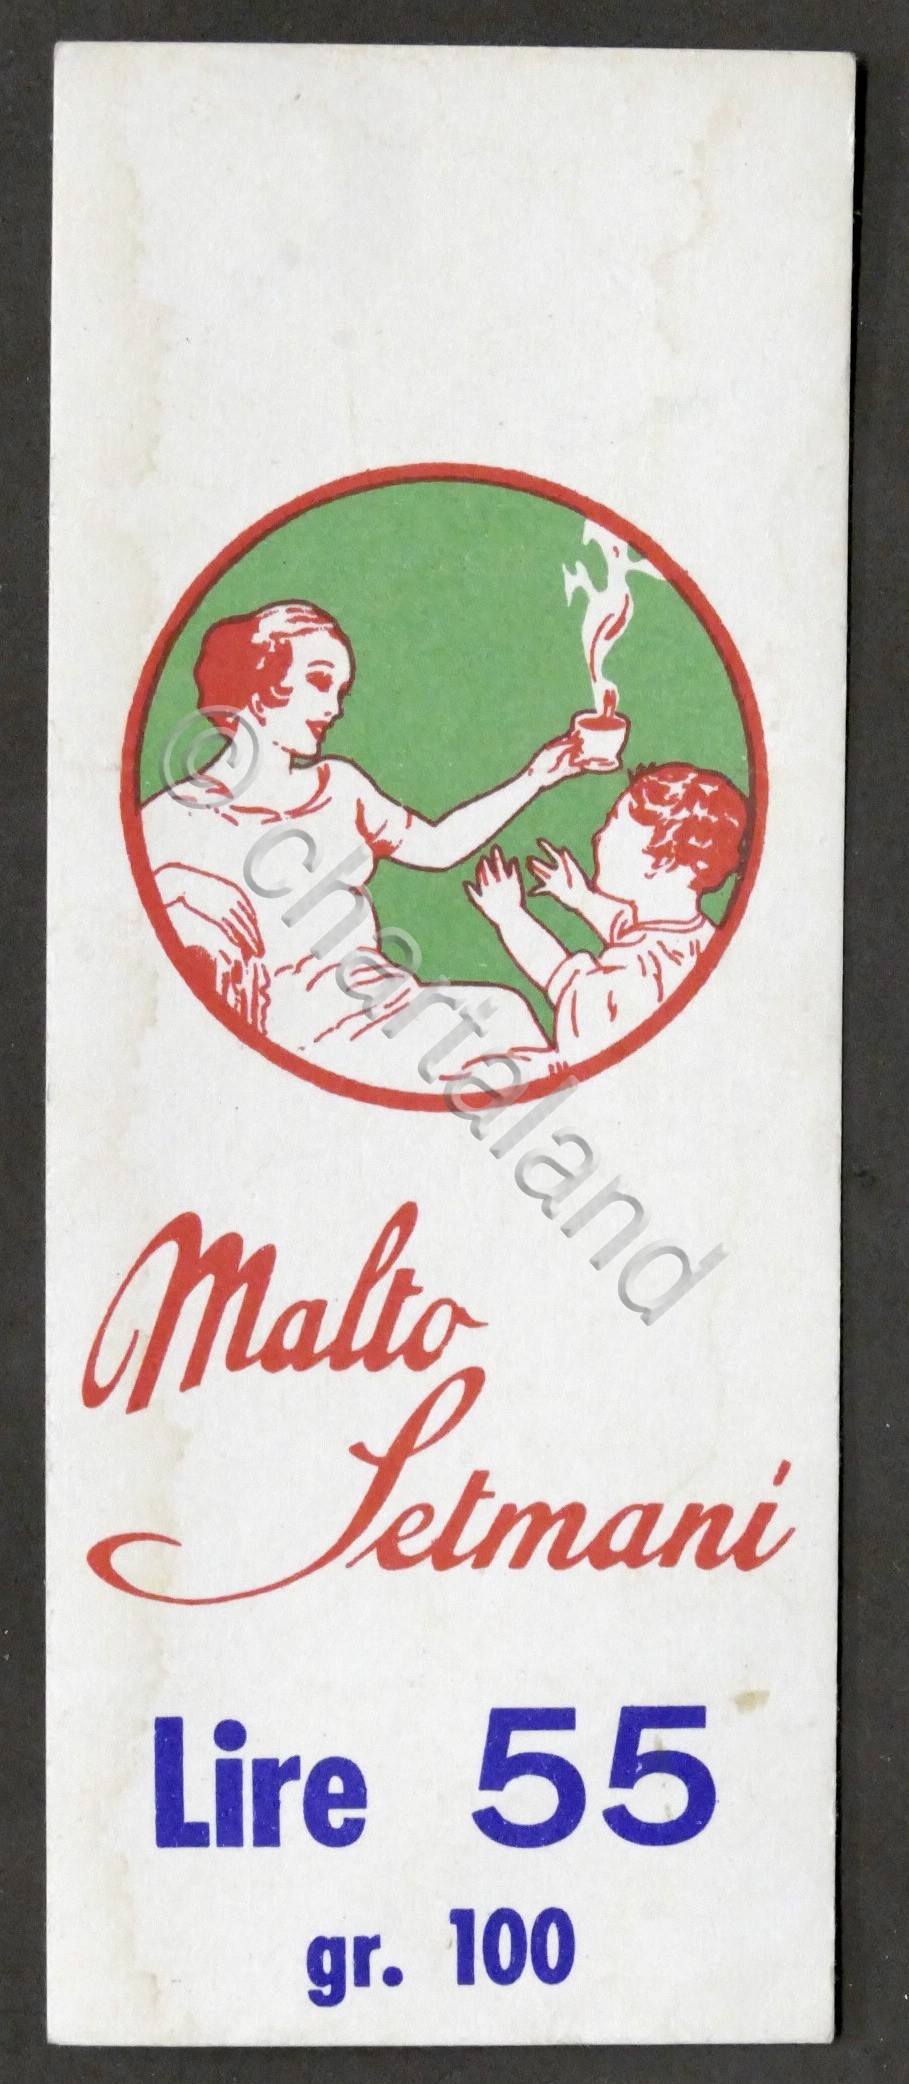 Malto
Setmani
Lire 55
gr. 100
© chartaland